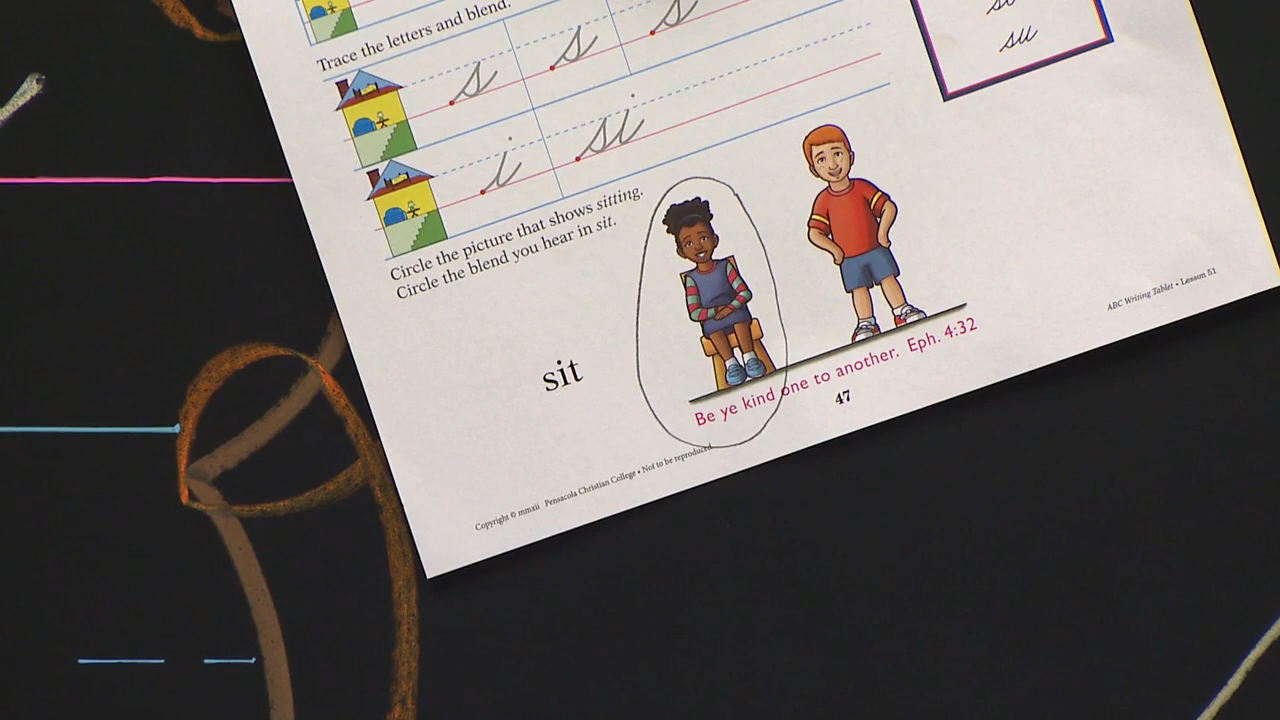 Trace the letters and blend.
s s s
i si
su
Circle the picture that shows sitting.
Circle the blend you hear in sit.
sit
Be ye kind one to another. Eph. 4:32
47
ABC Writing Tablet • Lesson 51
Copyright © mmxii Pensacola Christian College • Not to be reproduced.